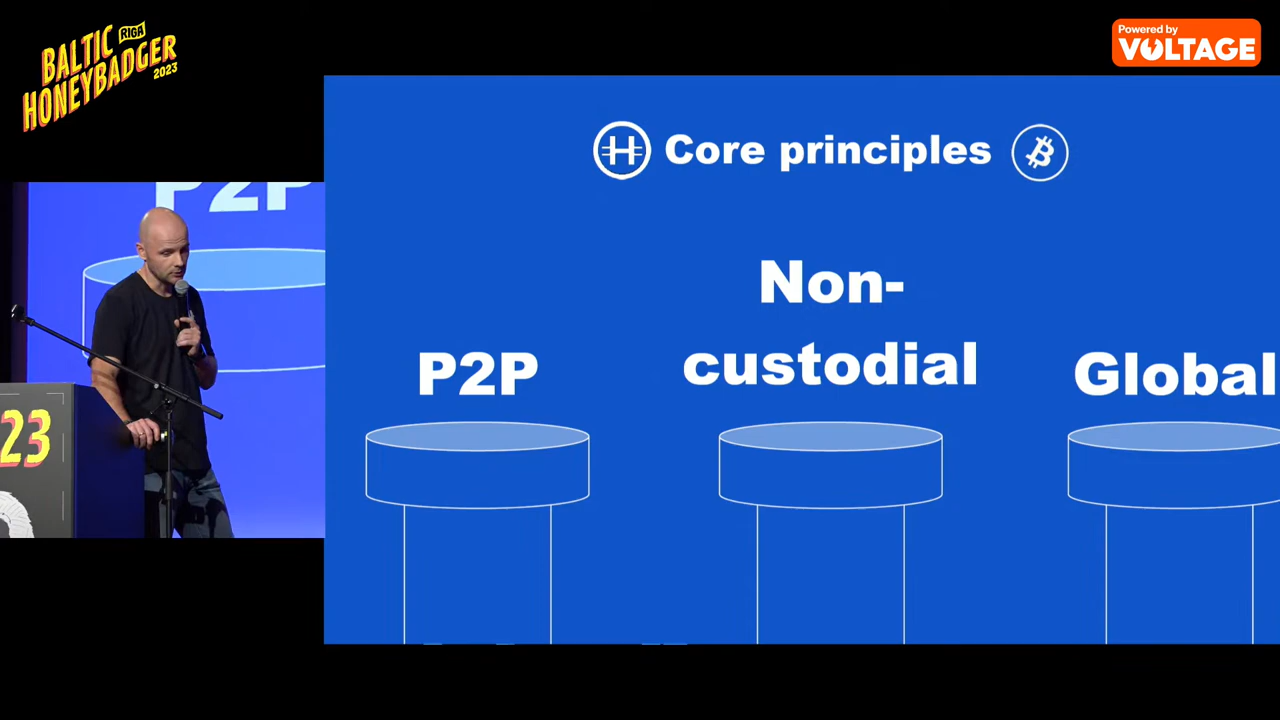 BALTIC RIGA
HONEYBADGER
2023
Powered by
VOLTAGE
Core principles
Non-
custodial
P2P
Global
P2P
23